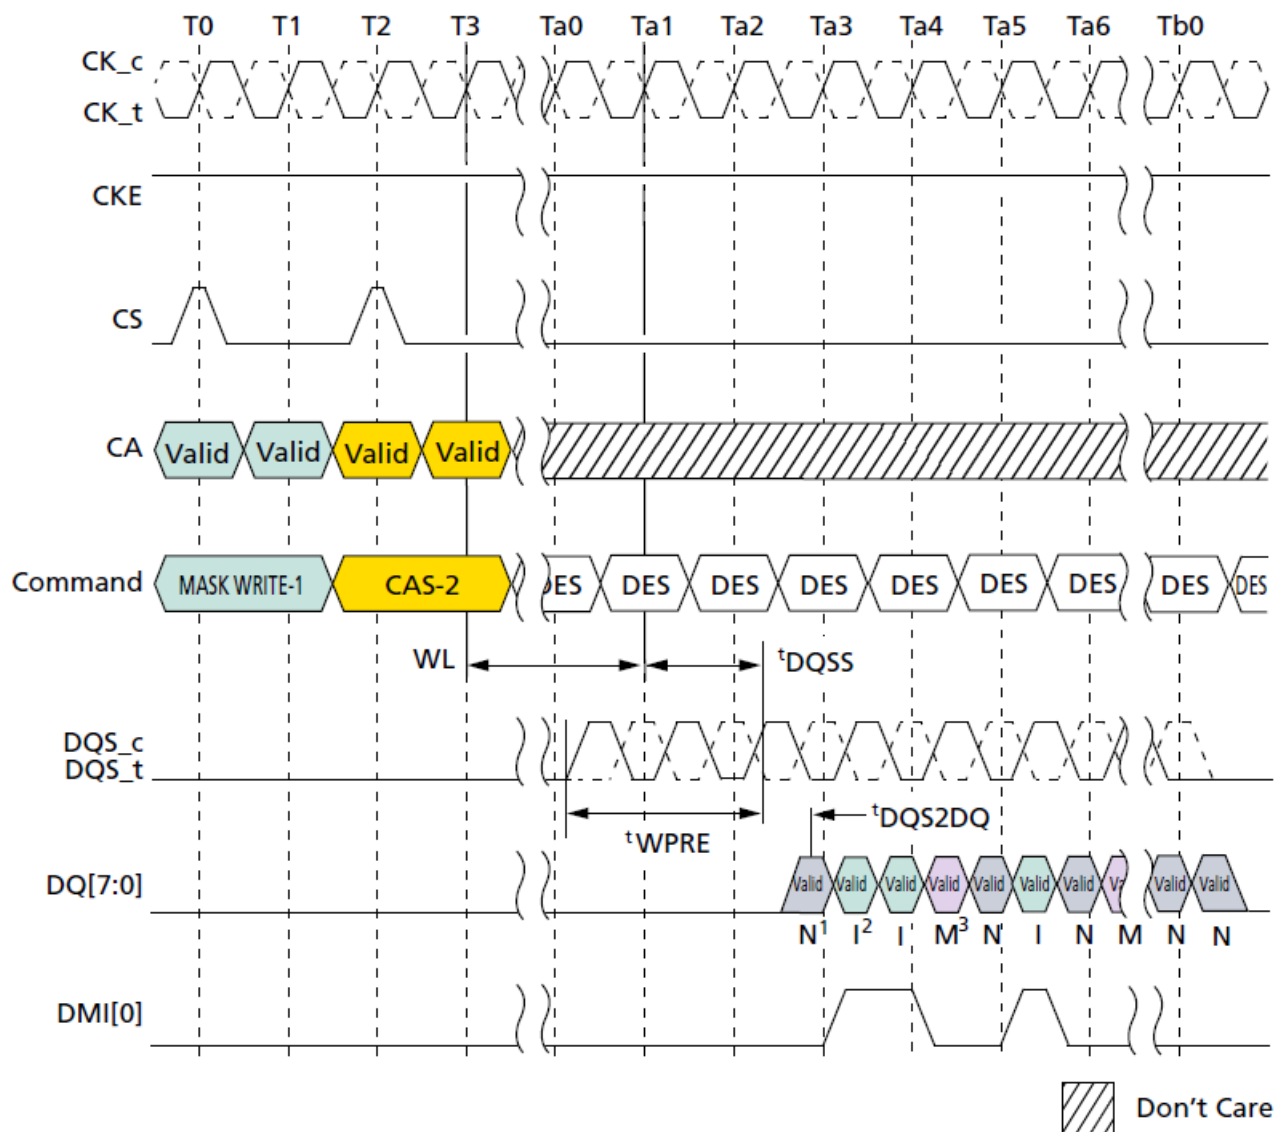 T0 T1 T2 T3 Ta0 Ta1 Ta2 Ta3 Ta4 Ta5 Ta6 Tb0
CK_c
CK_t
CKE
CS
CA Valid Valid Valid Valid
Command MASK WRITE-1 CAS-2 DES DES DES DES DES DES DES DES DES
WL tDQSS
DQS_c
DQS_t
tDQS2DQ
tWPRE
DQ[7:0] Valid Valid Valid Valid Valid Valid Valid Va Valid Valid
N1 I2 I M3 N I N M N N
DMI[0]
Don't Care